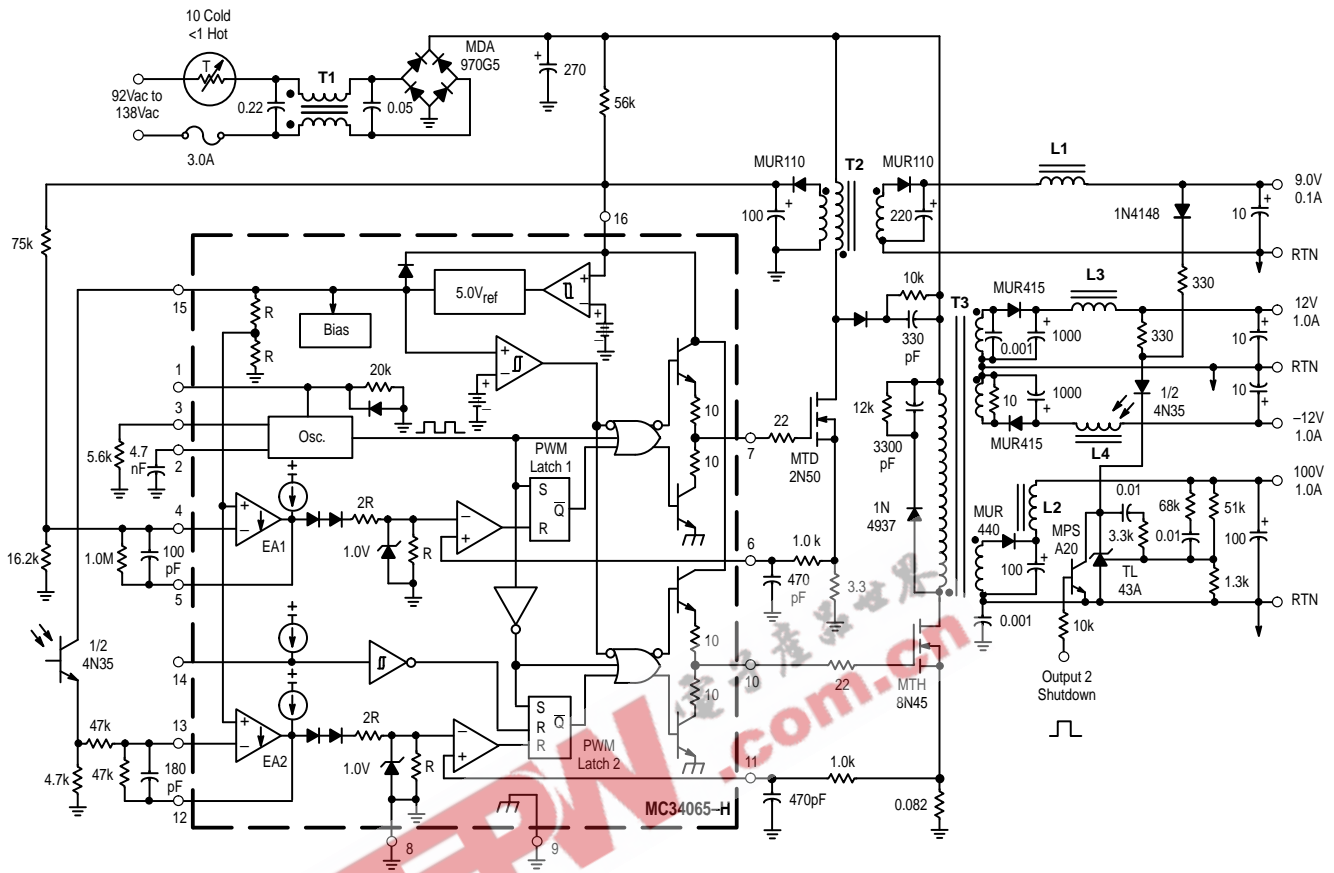 10 Cold
<1 Hot
T
92Vac to
138Vac
3.0A
0.22
T1
0.05
MDA
970G5
+
270
56k
MUR110
T2
MUR110
L1
9.0V
0.1A
100
+
220
+
1N4148
10
+
RTN
16
75k
15
R
R
Bias
5.0Vref
+
–
+
–
+
–
+
–
10k
330
pF
T3
MUR415
L3
330
12V
1.0A
0.001
+
1000
330
10
+
RTN
1
20k
3
Osc.
5.6k
4.7
nF
2
10
10
7
22
MTD
2N50
12k
3300
pF
10
1000
+
MUR415
L4
1/2
4N35
10
+
–12V
1.0A
PWM
Latch 1
S
R
Q
4
+
–
EA1
2R
1.0V
R
–
+
16.2k
1.0M
100
pF
5
6
1.0 k
470
pF
3.3
1N
4937
MUR
440
L2
100
+
0.001
MPS
A20
0.01
68k
51k
3.3k
0.01
TL
43A
1.3k
100
+
100V
1.0A
RTN
10k
Output 2
Shutdown
1/2
4N35
14
10
10
10
22
MTH
8N45
S
R
R
Q
PWM
Latch 2
47k
13
+
–
EA2
2R
1.0V
R
–
+
4.7k
47k
180
pF
12
11
1.0k
470pF
0.082
MC34065–H
8
9
.com.cn